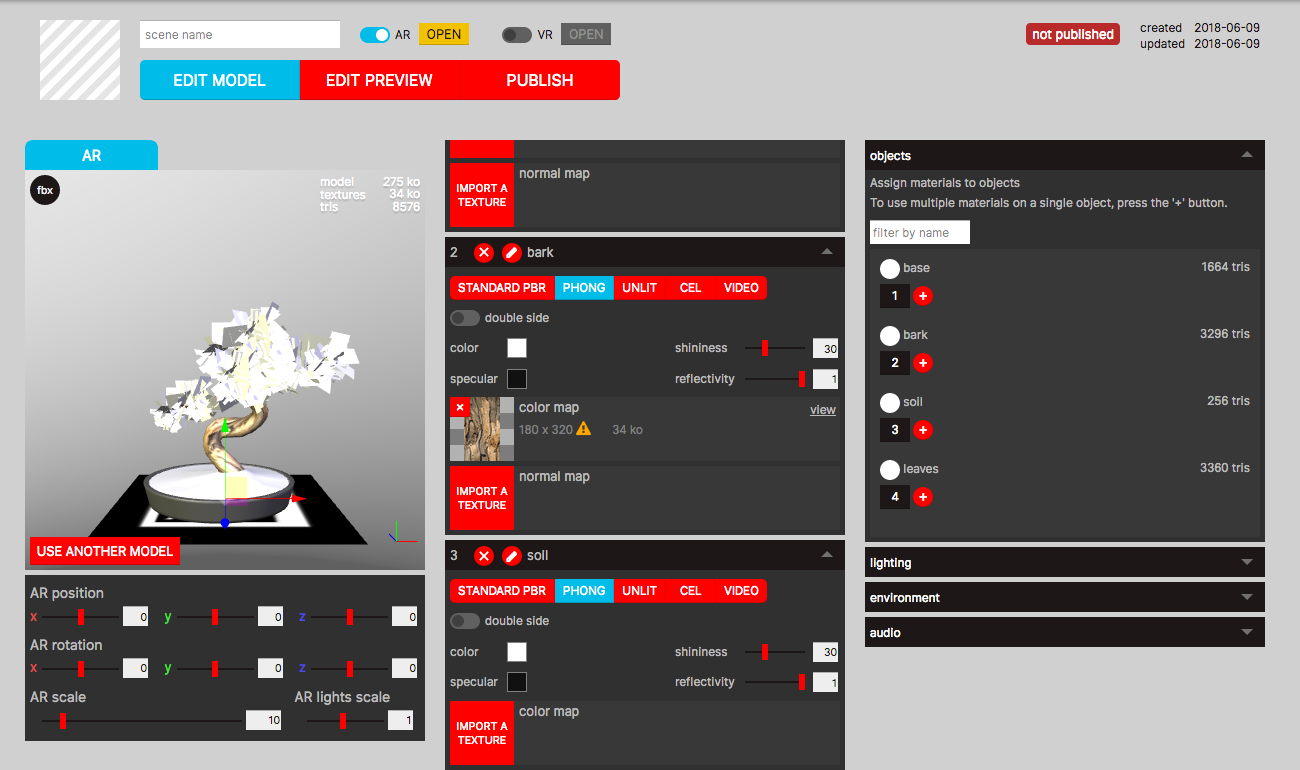 scene name
AR
OPEN
VR
OPEN
not published
created 2018-06-09
updated 2018-06-09
EDIT MODEL
EDIT PREVIEW
PUBLISH
AR
fbx
model 275 ko
textures 34 ko
tris 8576
USE ANOTHER MODEL
AR position
x 0 y 0 z 0
AR rotation
x 0 y 0 z 0
AR scale
AR lights scale
10
1
IMPORT A
TEXTURE
normal map
2 bark
STANDARD PBR PHONG UNLIT CEL VIDEO
double side
color
shininess 30
specular
reflectivity 1
color map
view
180 x 320 34 ko
IMPORT A
TEXTURE
normal map
3 soil
STANDARD PBR PHONG UNLIT CEL VIDEO
double side
color
shininess 30
specular
reflectivity 1
IMPORT A
TEXTURE
color map
objects
Assign materials to objects
To use multiple materials on a single object, press the '+' button.
filter by name
base 1664 tris
1 +
bark 3296 tris
2 +
soil 256 tris
3 +
leaves 3360 tris
4 +
lighting
environment
audio